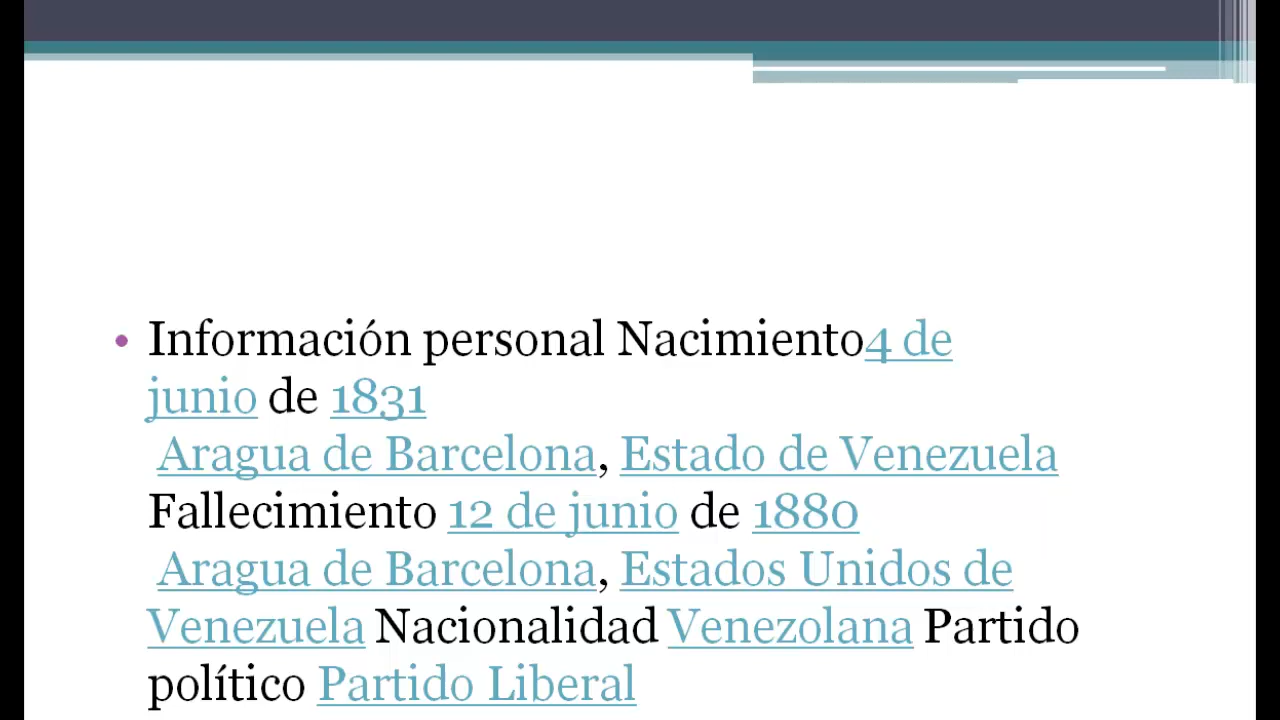 • Información personal Nacimiento4 de
junio de 1831
Aragua de Barcelona, Estado de Venezuela
Fallecimiento 12 de junio de 1880
Aragua de Barcelona, Estados Unidos de
Venezuela Nacionalidad Venezolana Partido
político Partido Liberal